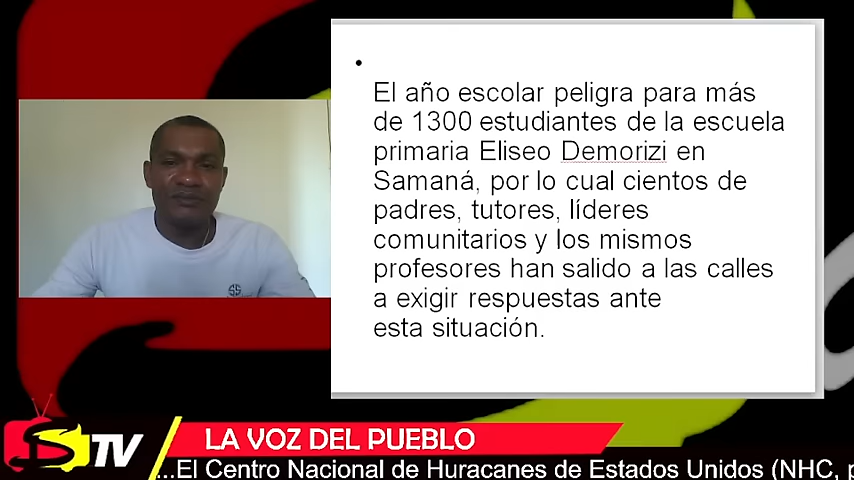 El año escolar peligra para más
de 1300 estudiantes de la escuela
primaria Eliseo Demorizi en
Samaná, por lo cual cientos de
padres, tutores, líderes
comunitarios y los mismos
profesores han salido a las calles
a exigir respuestas ante
esta situación.
STV
LA VOZ DEL PUEBLO
...El Centro Nacional de Huracanes de Estados Unidos (NHC, p